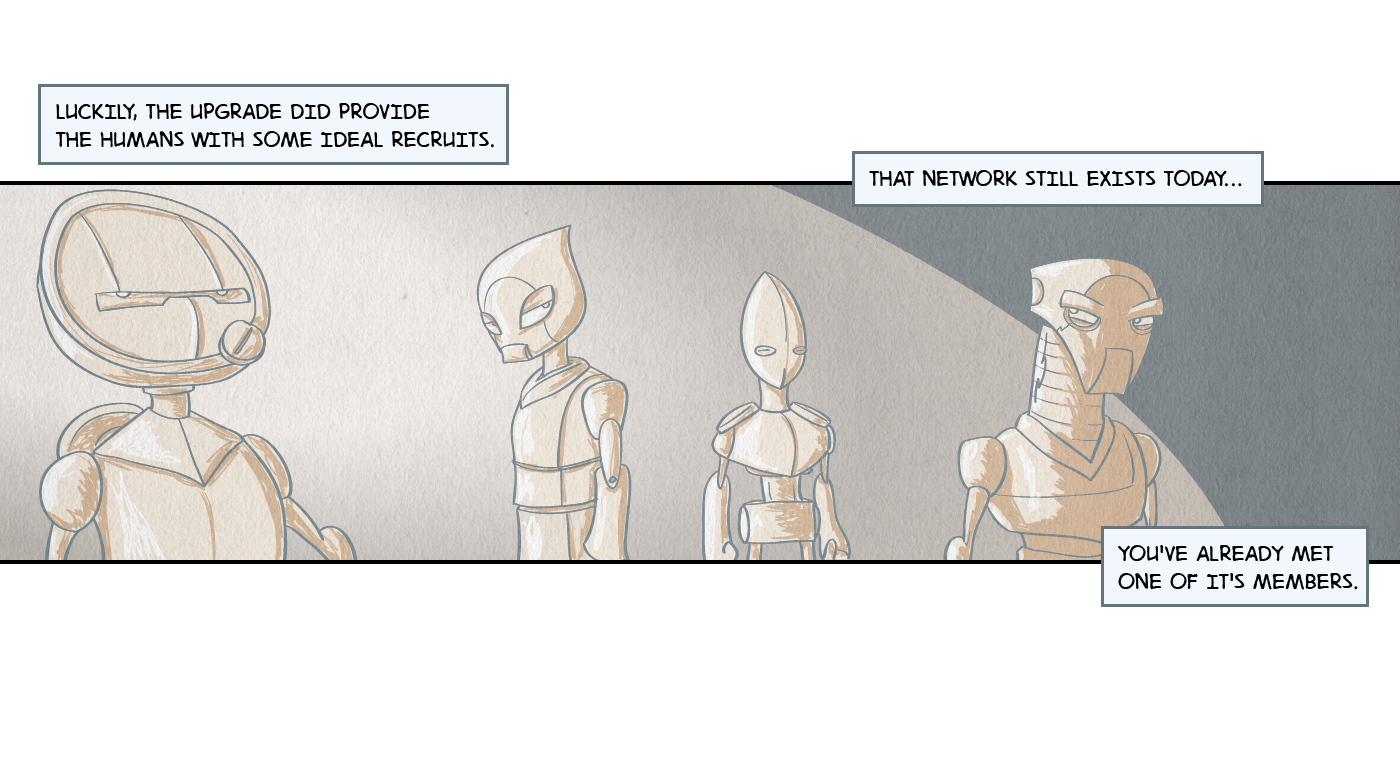 LUCKILY, THE UPGRADE DID PROVIDE
THE HUMANS WITH SOME IDEAL RECRUITS.
THAT NETWORK STILL EXISTS TODAY...
YOU'VE ALREADY MET
ONE OF IT'S MEMBERS.